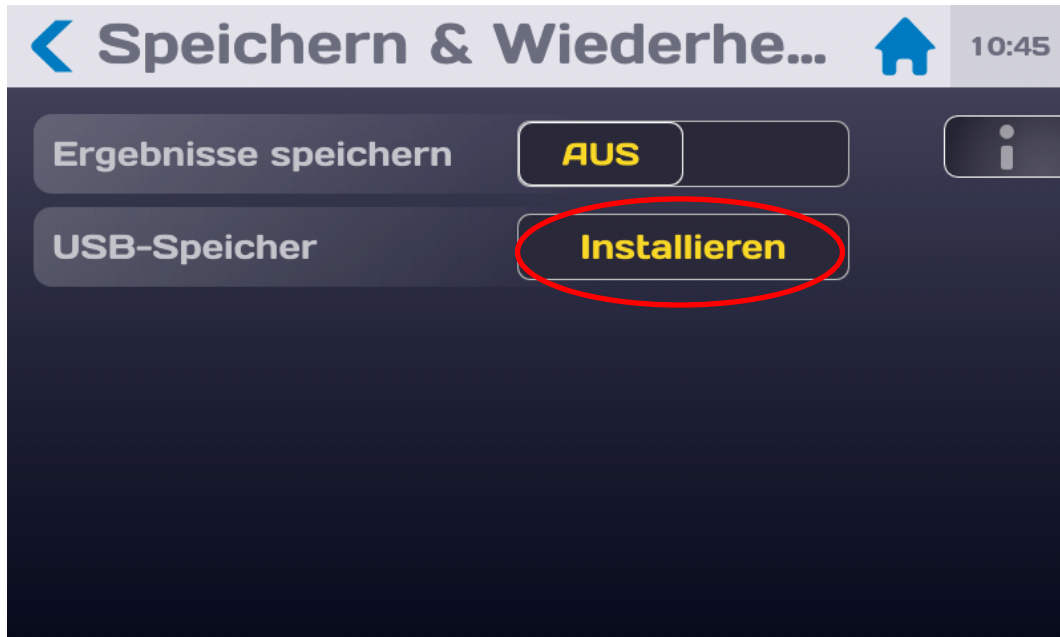 Speichern & Wiederhe...
10:45
Ergebnisse speichern
AUS
USB-Speicher
Installieren